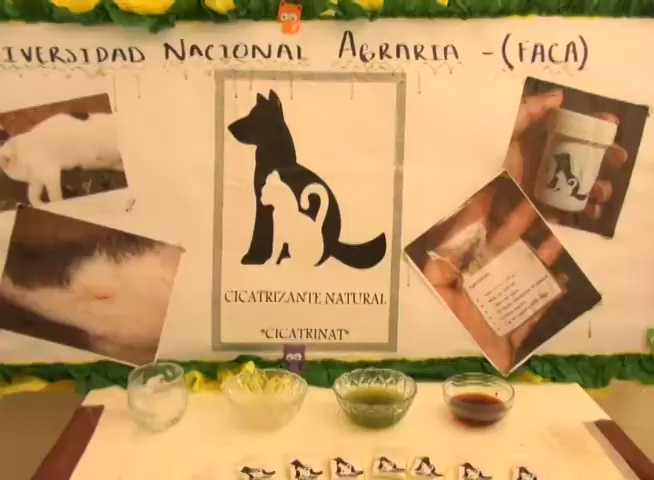 IVERSIDAD NACIONAL AGRARIA -(FACA)
CICATRIZANTE NATURAL
*CICATRINAT*